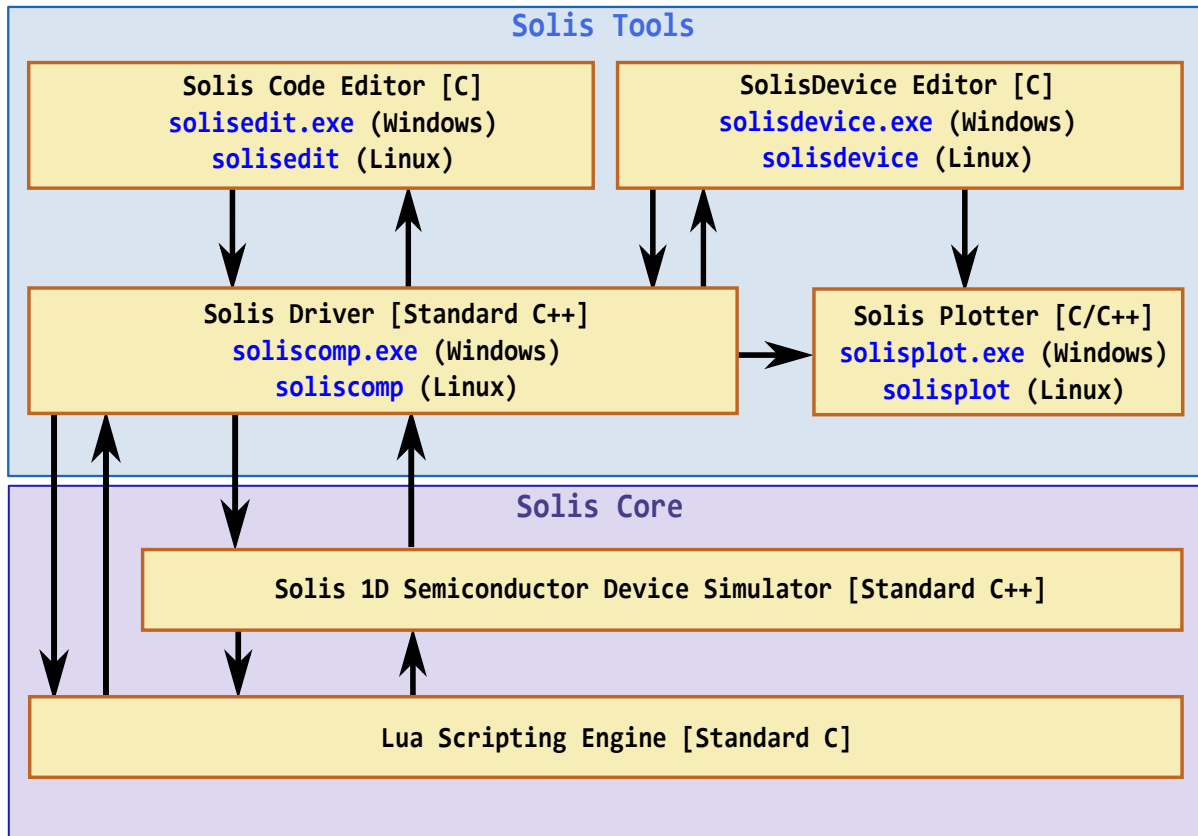 Solis Tools
Solis Code Editor [C]
solisedit.exe (Windows)
solisedit (Linux)
SolisDevice Editor [C]
solisdevice.exe (Windows)
solisdevice (Linux)
Solis Driver [Standard C++]
soliscomp.exe (Windows)
soliscomp (Linux)
Solis Plotter [C/C++]
solisplot.exe (Windows)
solisplot (Linux)
Solis Core
Solis 1D Semiconductor Device Simulator [Standard C++]
Lua Scripting Engine [Standard C]